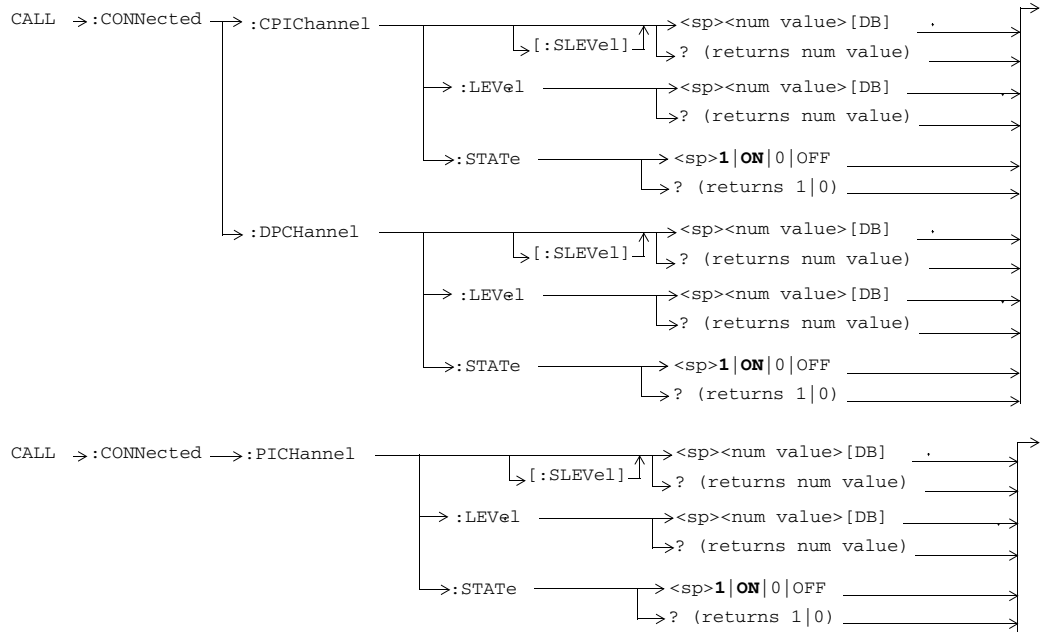 CALL :CONNected :CPIChannel <sp><num value>[DB]
[:SLEVel] ? (returns num value)
:LEVel <sp><num value>[DB]
? (returns num value)
:STATe <sp>1|ON|0|OFF
? (returns 1|0)
:DPCHannel <sp><num value>[DB]
[:SLEVel] ? (returns num value)
:LEVel <sp><num value>[DB]
? (returns num value)
:STATe <sp>1|ON|0|OFF
? (returns 1|0)
CALL :CONNected :PICHannel <sp><num value>[DB]
[:SLEVel] ? (returns num value)
:LEVel <sp><num value>[DB]
? (returns num value)
:STATe <sp>1|ON|0|OFF
? (returns 1|0)